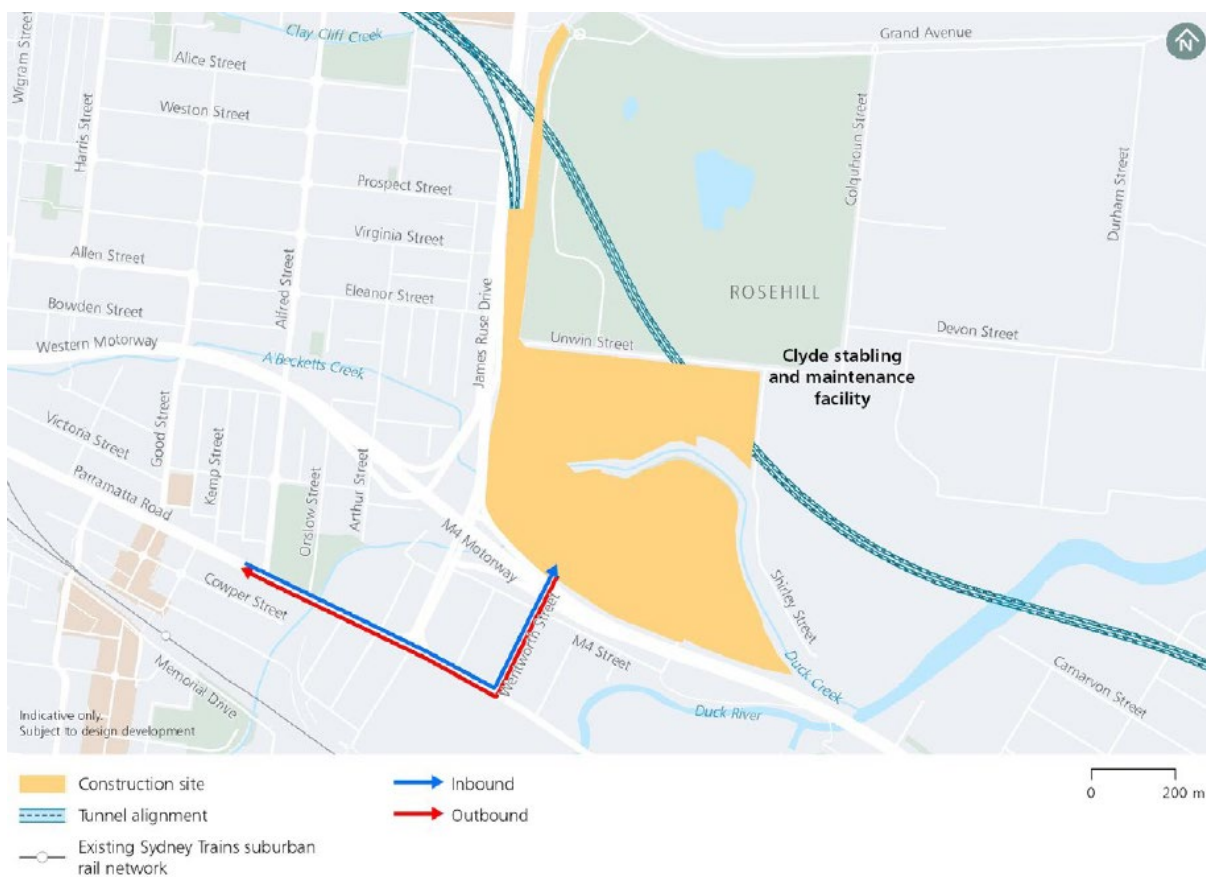 Clay Cliff Creek
Grand Avenue
N
Wigram Street
Alice Street
Harris Street
Weston Street
Colquhoun Street
Durham Street
Prospect Street
Virginia Street
Allen Street
Alfred Street
Eleanor Street
James Ruse Drive
ROSEHILL
Bowden Street
Devon Street
Western Motorway
Unwin Street
A'Becketts Creek
Clyde stabling
and maintenance
facility
Good Street
Victoria Street
Kemp Street
Arthur Street
Onslow Street
Parramatta Road
M4 Motorway
Cowper Street
Shirley Street
Wentworth Street
M4 Street
Duck Creek
Memorial Drive
Carnarvon Street
Duck River
Indicative only.
Subject to design development
Construction site
Inbound
Tunnel alignment
Outbound
0 200 m
Existing Sydney Trains suburban
rail network